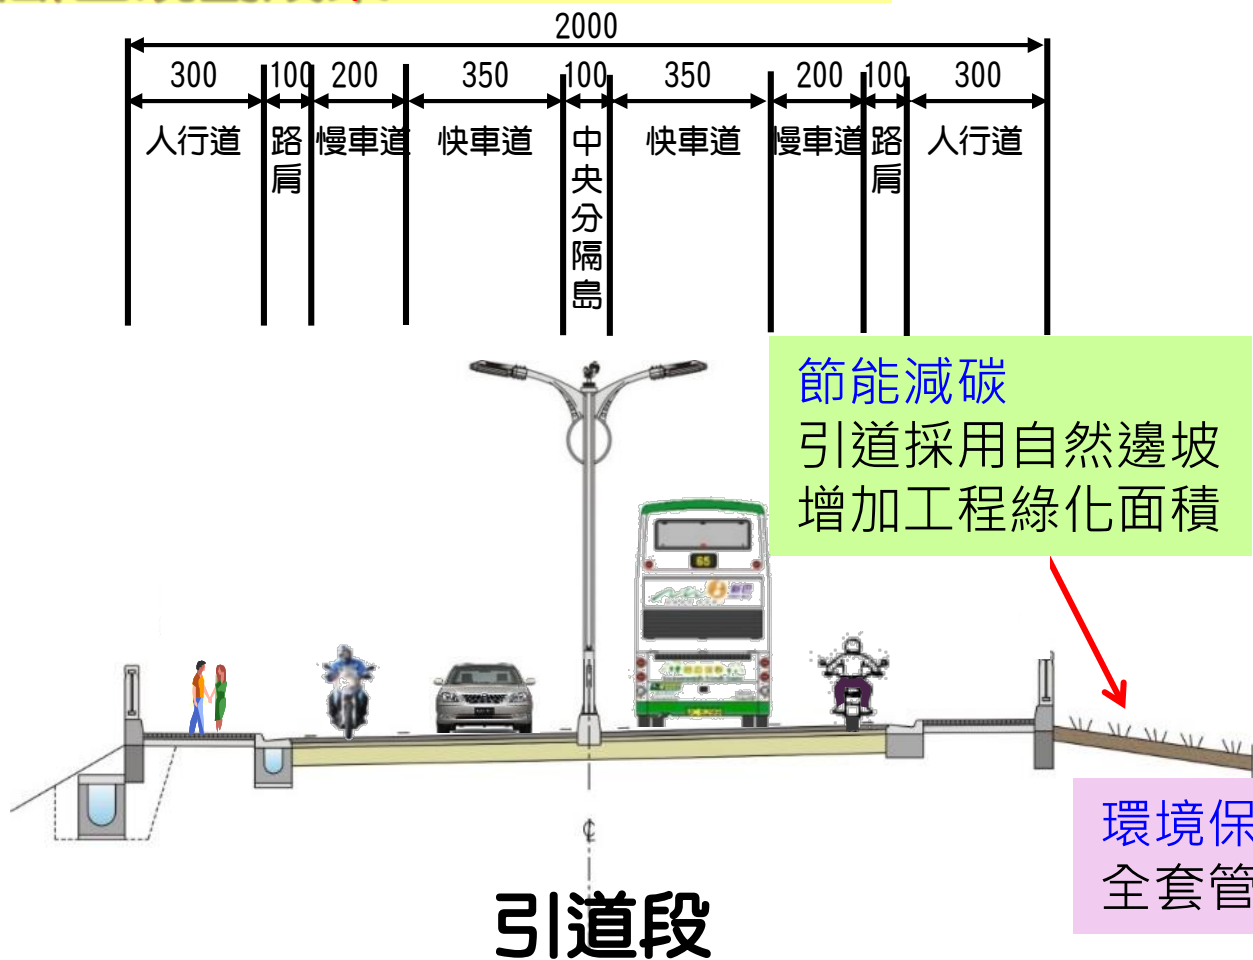 2000
300 100 200 350 100 350 200 100 300
人行道 路肩 慢車道 快車道 中央分隔島 快車道 慢車道 路肩 人行道
節能減碳
引道採用自然邊坡
增加工程綠化面積
65
環境保
全套管
引道段